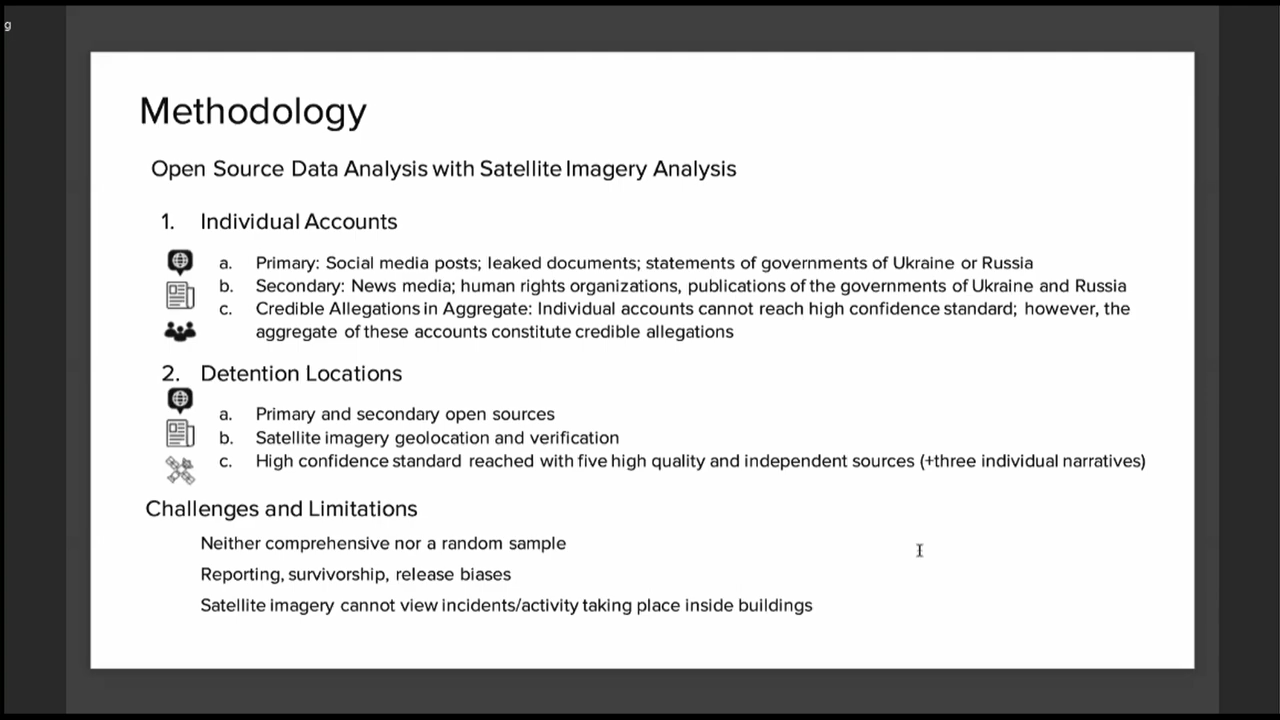 g
Methodology
Open Source Data Analysis with Satellite Imagery Analysis
1. Individual Accounts
a. Primary: Social media posts; leaked documents; statements of governments of Ukraine or Russia
b. Secondary: News media; human rights organizations, publications of the governments of Ukraine and Russia
c. Credible Allegations in Aggregate: Individual accounts cannot reach high confidence standard; however, the
aggregate of these accounts constitute credible allegations
2. Detention Locations
a. Primary and secondary open sources
b. Satellite imagery geolocation and verification
c. High confidence standard reached with five high quality and independent sources (+three individual narratives)
Challenges and Limitations
Neither comprehensive nor a random sample
Reporting, survivorship, release biases
Satellite imagery cannot view incidents/activity taking place inside buildings